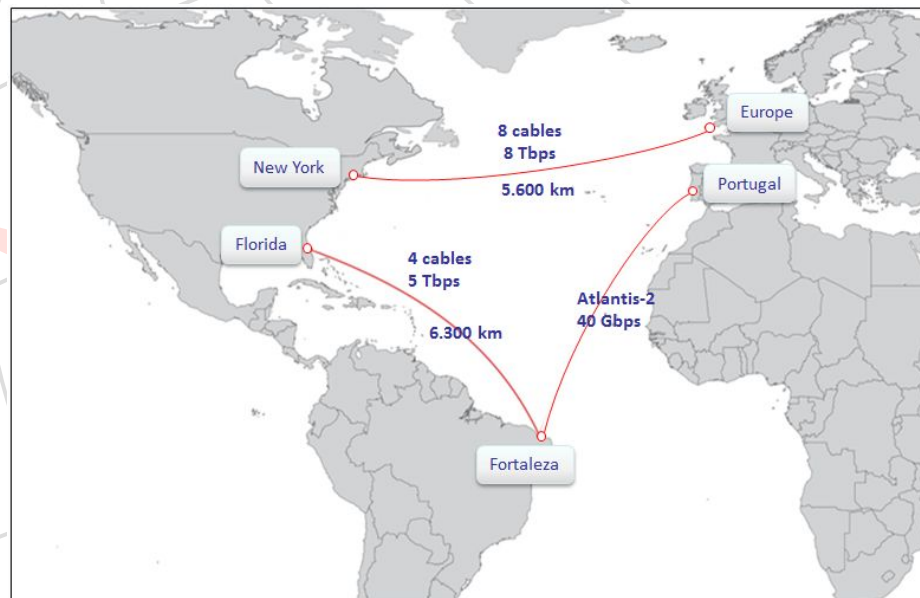 Europe
8 cables
8 Tbps
New York
5.600 km
Portugal
Florida
4 cables
5 Tbps
Atlantis-2
40 Gbps
6.300 km
Fortaleza